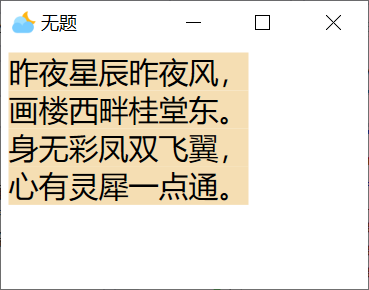 无题
昨夜星辰昨夜风，
画楼西畔桂堂东。
身无彩凤双飞翼，
心有灵犀一点通。